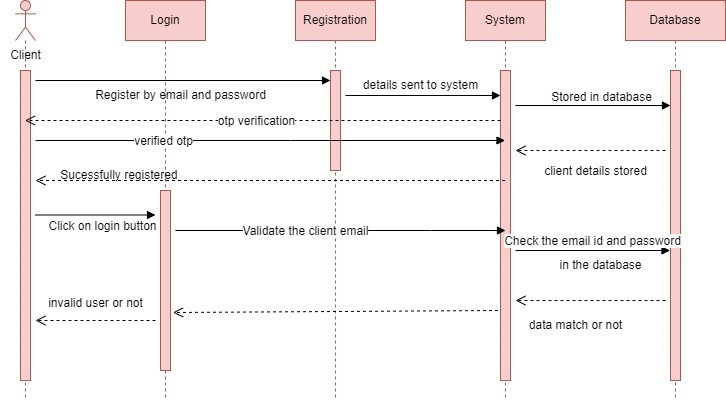 Login
Registration
System
Database
Client
Register by email and password
details sent to system
Stored in database
otp verification
verified otp
client details stored
Sucessfully registered
Click on login button
Validate the client email
Check the email id and password
in the database
invalid user or not
data match or not